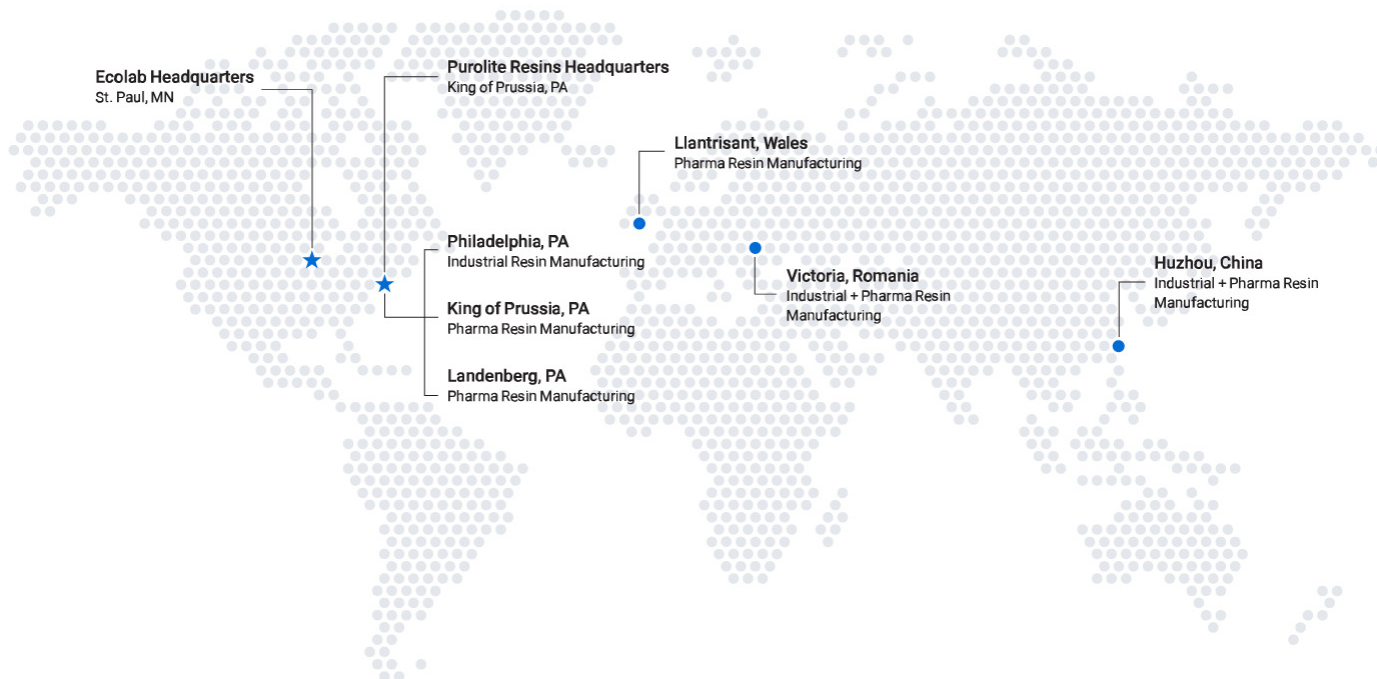 Ecolab Headquarters
St. Paul, MN
Purolite Resins Headquarters
King of Prussia, PA
Llantrisant, Wales
Pharma Resin Manufacturing
Philadelphia, PA
Industrial Resin Manufacturing
King of Prussia, PA
Pharma Resin Manufacturing
Landenberg, PA
Pharma Resin Manufacturing
Victoria, Romania
Industrial + Pharma Resin
Manufacturing
Huzhou, China
Industrial + Pharma Resin
Manufacturing